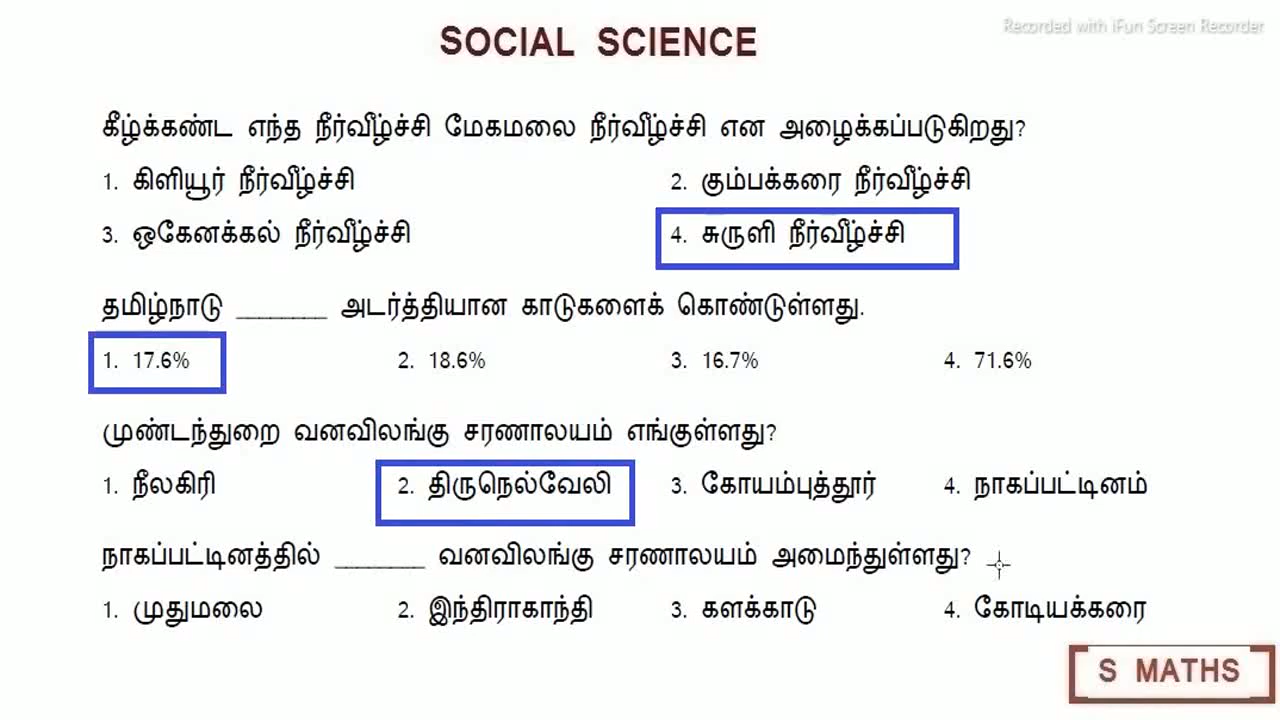 Recorded with iFun Screen Recorder
SOCIAL SCIENCE
கீழ்க்கண்ட எந்த நீர்வீழ்ச்சி மேகமலை நீர்வீழ்ச்சி என அழைக்கப்படுகிறது?
1. கிளியூர் நீர்வீழ்ச்சி 2. கும்பக்கரை நீர்வீழ்ச்சி
3. ஒகேனக்கல் நீர்வீழ்ச்சி 4. சுருளி நீர்வீழ்ச்சி
தமிழ்நாடு _______ அடர்த்தியான காடுகளைக் கொண்டுள்ளது.
1. 17.6% 2. 18.6% 3. 16.7% 4. 71.6%
முண்டந்துறை வனவிலங்கு சரணாலயம் எங்குள்ளது?
1. நீலகிரி 2. திருநெல்வேலி 3. கோயம்புத்தூர் 4. நாகப்பட்டினம்
நாகப்பட்டினத்தில் _______ வனவிலங்கு சரணாலயம் அமைந்துள்ளது?
1. முதுமலை 2. இந்திராகாந்தி 3. களக்காடு 4. கோடியக்கரை
S MATHS